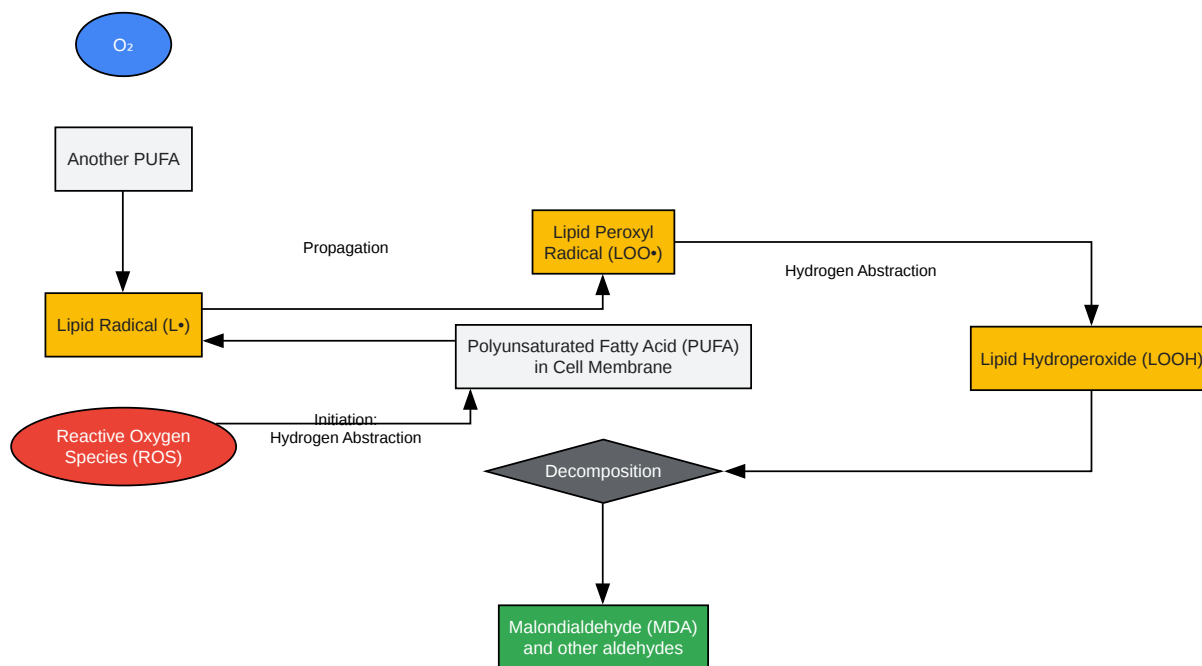 O₂
Another PUFA
Lipid Peroxyl
Radical (LOO•)
Propagation
Hydrogen Abstraction
Lipid Radical (L•)
Polyunsaturated Fatty Acid (PUFA)
in Cell Membrane
Lipid Hydroperoxide (LOOH)
Initiation:
Hydrogen Abstraction
Reactive Oxygen
Species (ROS)
Decomposition
Malondialdehyde (MDA)
and other aldehydes